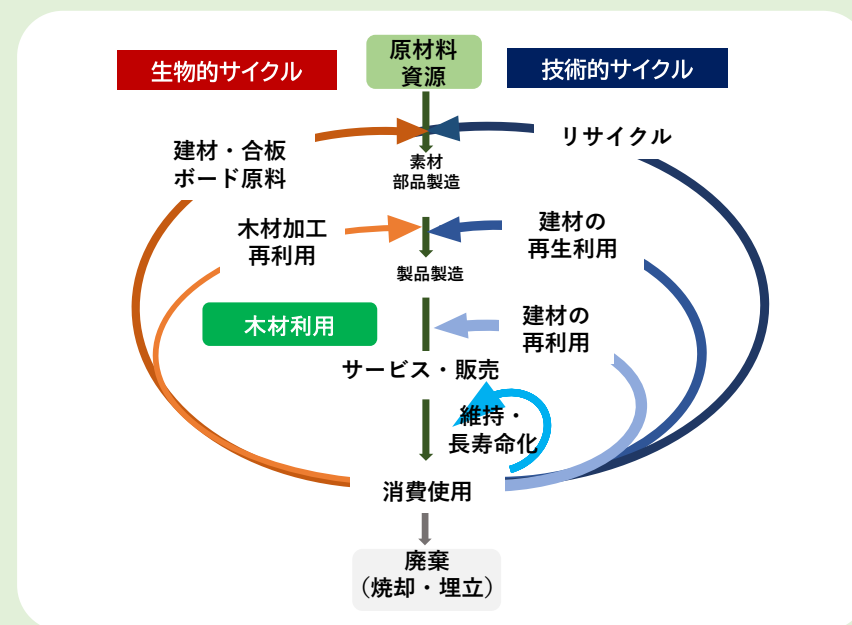 原材料
資源
生物的サイクル
技術的サイクル
リサイクル
建材・合板
ボード原料
素材
部品製造
木材加工
再利用
建材の
再生利用
製品製造
木材利用
建材の
再利用
サービス・販売
維持・
長寿命化
消費使用
廃棄
（焼却・埋立）